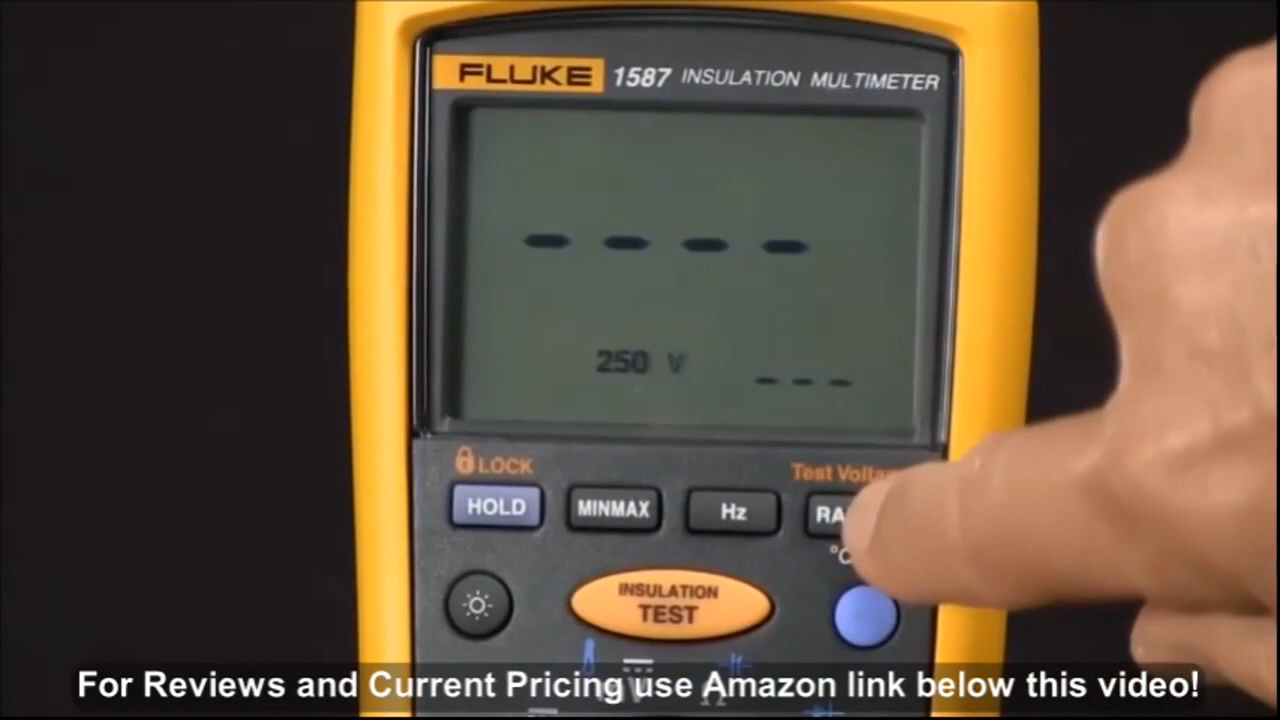 FLUKE 1587 INSULATION MULTIMETER
- - - -
250 V - - -
LOCK Test
HOLD MINMAX Hz
°C
INSULATION
TEST
For Reviews and Current Pricing use Amazon link below this video!